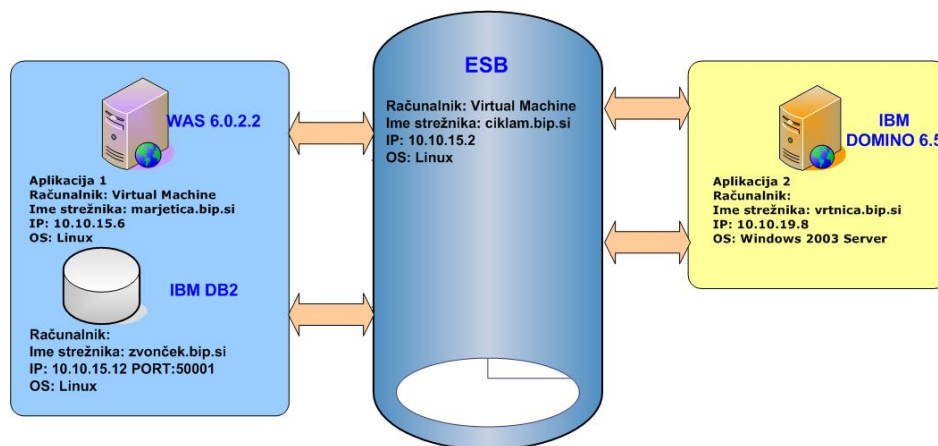 WAS 6.0.2.2
Aplikacija 1
Računalnik: Virtual Machine
Ime strežnika: marjetica.bip.si
IP: 10.10.15.6
OS: Linux
IBM DB2
Računalnik:
Ime strežnika: zvonček.bip.si
IP: 10.10.15.12 PORT:50001
OS: Linux
ESB
Računalnik: Virtual Machine
Ime strežnika: ciklam.bip.si
IP: 10.10.15.2
OS: Linux
IBM
DOMINO 6.5
Aplikacija 2
Računalnik:
Ime strežnika: vrtnica.bip.si
IP: 10.10.19.8
OS: Windows 2003 Server